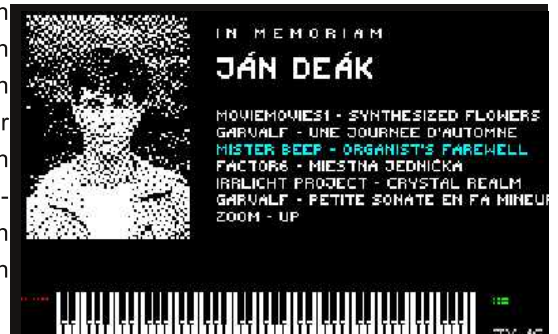 IN MEMORIAM
JÁN DEÁK
MOVIEMOVIES1 - SYNTHESIZED FLOWERS
GARVALF - UNE JOURNEE D'AUTOMNE
MISTER BEEP - ORGANIST'S FAREWELL
FACTOR6 - MIESTNA JEDNIČKA
IRRLICHT PROJECT - CRYSTAL REALM
GARVALF - PETITE SONATE EN FA MINEUR
ZOOM - UP